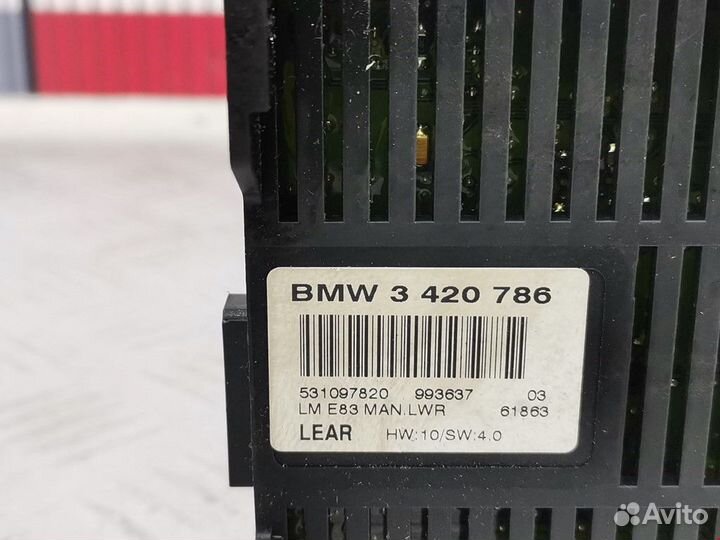 BMW 3 420 786
531097820 993637 03
LM E83 MAN.LWR 61863
LEAR HW:10/SW:4.0
Avito